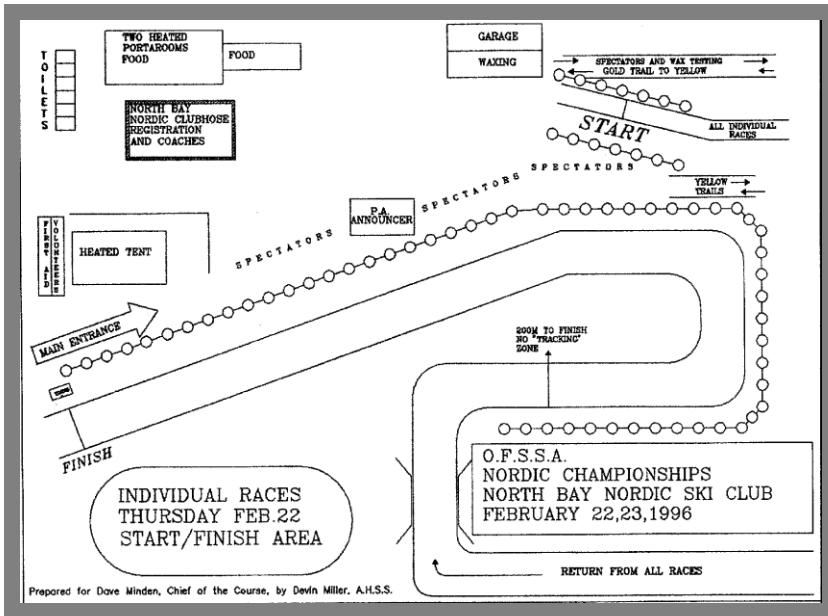 TOILETS
TWO HEATED
PORTAROOMS
FOOD
FOOD
GARAGE
WAXING
SPECTATORS AND WAX TESTING
GOLD TRAIL TO YELLOW
NORTH BAY
NORDIC CLUBHOSE
REGISTRATION
AND COACHES
START
ALL INDIVIDUAL
RACES
SPECTATORS
SPECTATORS
SPECTATORS
YELLOW
TRAILS
P.A.
ANNOUNCER
FIRST AID
VOLUNTEERS
HEATED TENT
MAIN ENTRANCE
200M TO FINISH
NO "TRACKING"
ZONE
FINISH
INDIVIDUAL RACES
THURSDAY FEB.22
START/FINISH AREA
O.F.S.S.A.
NORDIC CHAMPIONSHIPS
NORTH BAY NORDIC SKI CLUB
FEBRUARY 22,23,1996
RETURN FROM ALL RACES
Prepared for Dave Minden, Chief of the Course, by Devin Miller, A.H.S.S.